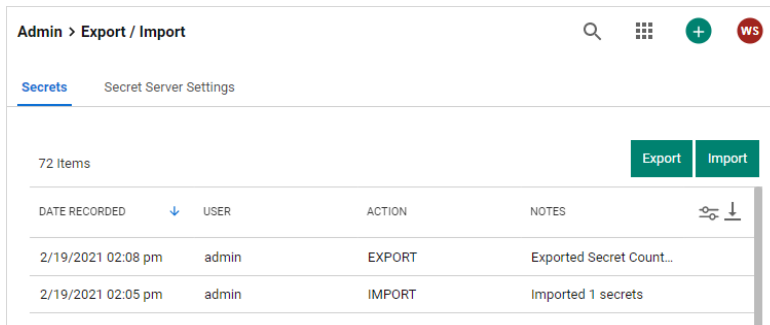 Admin > Export / Import
+
WS
Secrets Secret Server Settings
72 Items
Export Import
DATE RECORDED USER ACTION NOTES
2/19/2021 02:08 pm admin EXPORT Exported Secret Count...
2/19/2021 02:05 pm admin IMPORT Imported 1 secrets